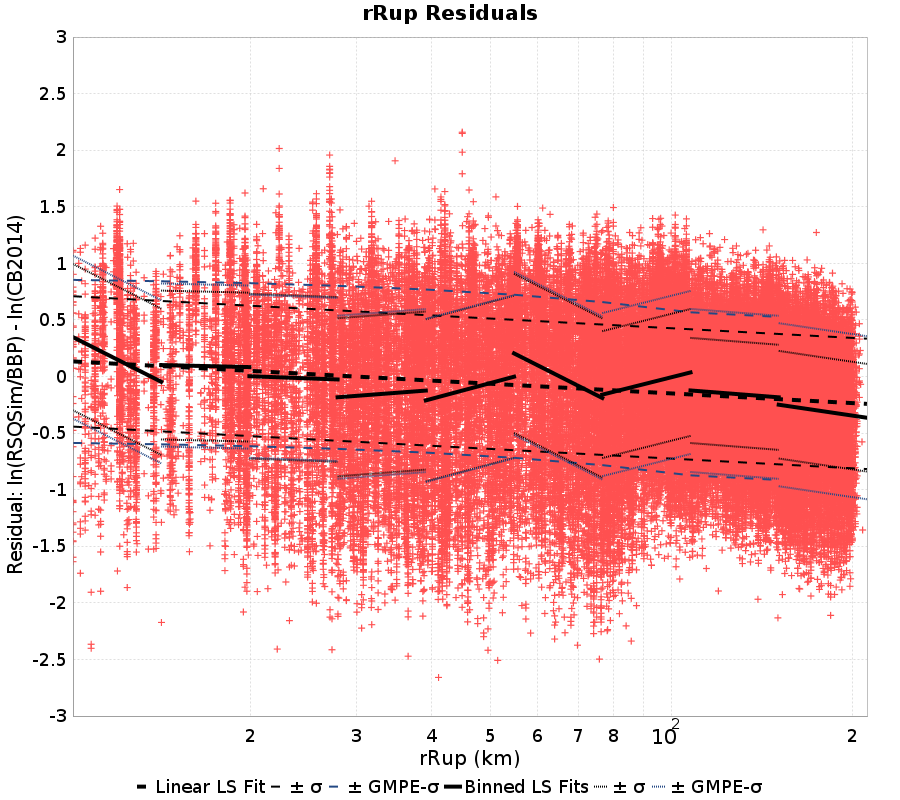 rRup Residuals
Residual: ln(RSQSim/BBP) - ln(CB2014)
3
2.5
2
1.5
1
0.5
0
-0.5
-1
-1.5
-2
-2.5
-3
2 3 4 5 6 7 8 10² 2
rRup (km)
Linear LS Fit ± σ ± GMPE-σ Binned LS Fits ± σ ± GMPE-σ